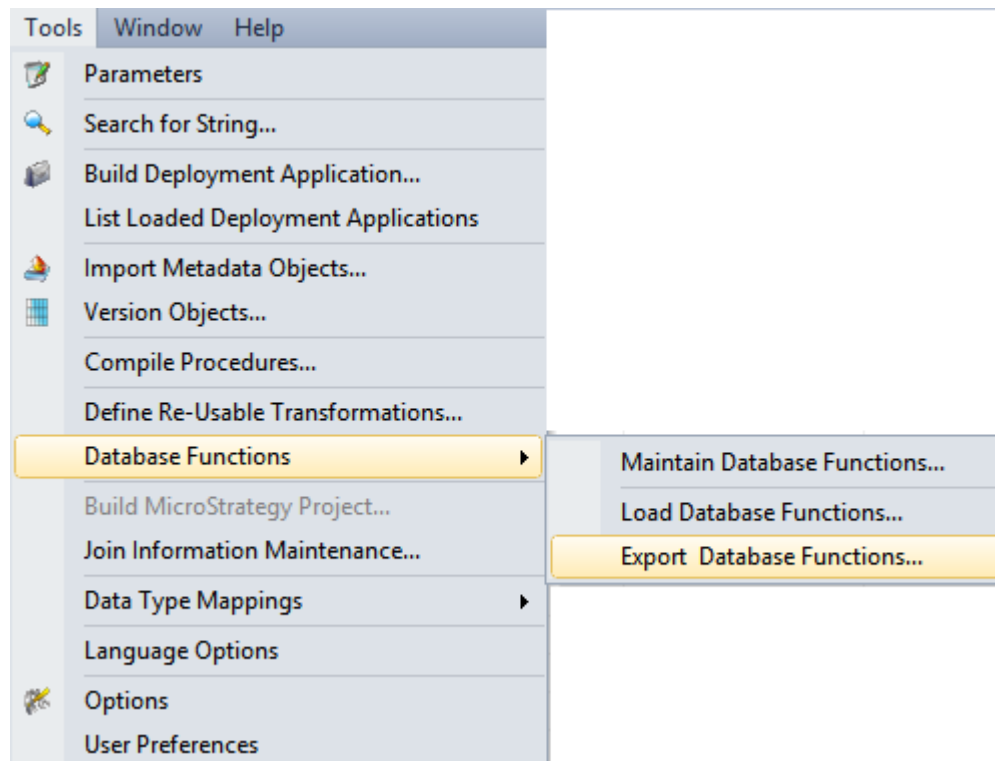 Tools Window Help
Parameters
Search for String...
Build Deployment Application...
List Loaded Deployment Applications
Import Metadata Objects...
Version Objects...
Compile Procedures...
Define Re-Usable Transformations...
Database Functions
Maintain Database Functions...
Load Database Functions...
Export  Database Functions...
Build MicroStrategy Project...
Join Information Maintenance...
Data Type Mappings
Language Options
Options
User Preferences